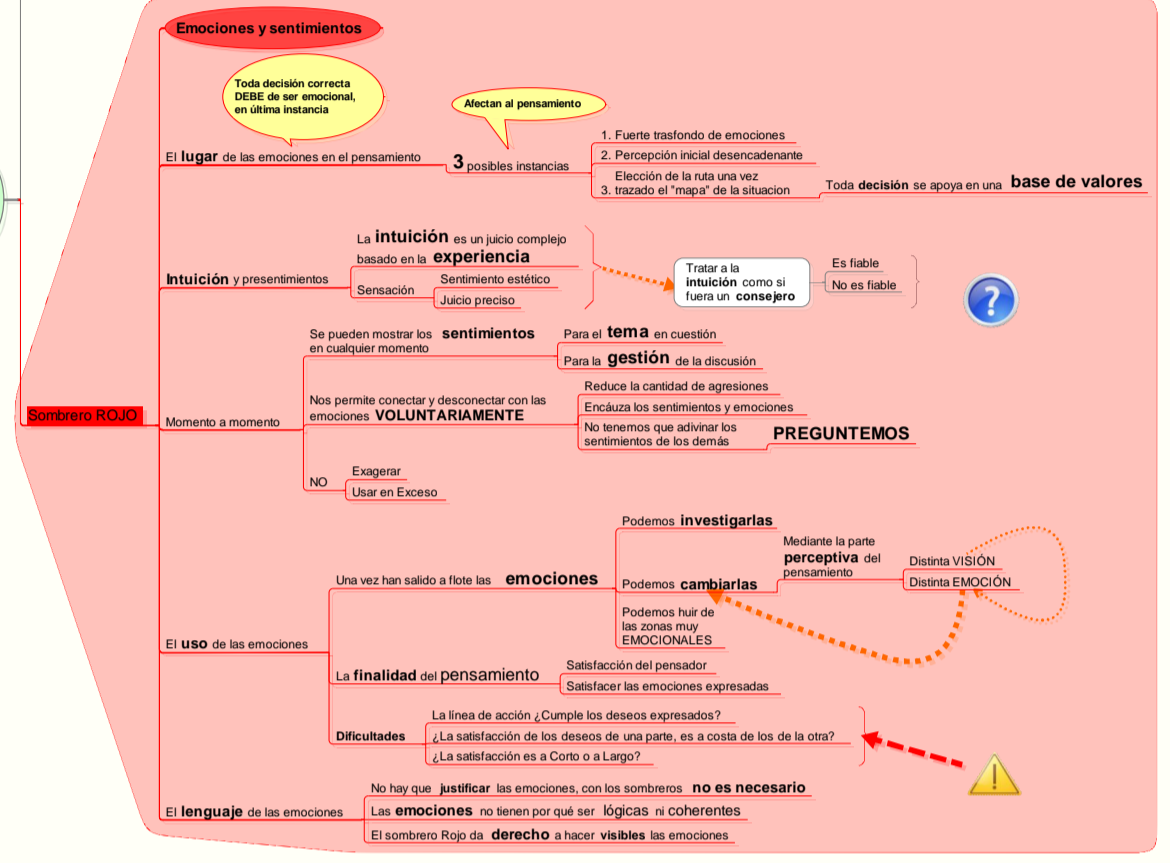 Emociones y sentimientos
Toda decisión correcta
DEBE de ser emocional,
en última instancia
Afectan al pensamiento
El lugar de las emociones en el pensamiento
3 posibles instancias
1. Fuerte trasfondo de emociones
2. Percepción inicial desencadenante
Elección de la ruta una vez
3. trazado el "mapa" de la situacion
Toda decisión se apoya en una base de valores
Intuición y presentimientos
La intuición es un juicio complejo
basado en la experiencia
Sensación
Sentimiento estético
Juicio preciso
Tratar a la
intuición como si
fuera un consejero
Es fiable
No es fiable
?
Sombrero ROJO
Momento a momento
Se pueden mostrar los sentimientos
en cualquier momento
Para el tema en cuestión
Para la gestión de la discusión
Nos permite conectar y desconectar con las
emociones VOLUNTARIAMENTE
Reduce la cantidad de agresiones
Encáuza los sentimientos y emociones
No tenemos que adivinar los
sentimientos de los demás
PREGUNTEMOS
NO
Exagerar
Usar en Exceso
El uso de las emociones
Una vez han salido a flote las emociones
Podemos investigarlas
Podemos cambiarlas
Mediante la parte
perceptiva del
pensamiento
Distinta VISIÓN
Distinta EMOCIÓN
Podemos huir de
las zonas muy
EMOCIONALES
La finalidad del pensamiento
Satisfacción del pensador
Satisfacer las emociones expresadas
Dificultades
La línea de acción ¿Cumple los deseos expresados?
¿La satisfacción de los deseos de una parte, es a costa de los de la otra?
¿La satisfacción es a Corto o a Largo?
!
El lenguaje de las emociones
No hay que justificar las emociones, con los sombreros no es necesario
Las emociones no tienen por qué ser lógicas ni coherentes
El sombrero Rojo da derecho a hacer visibles las emociones